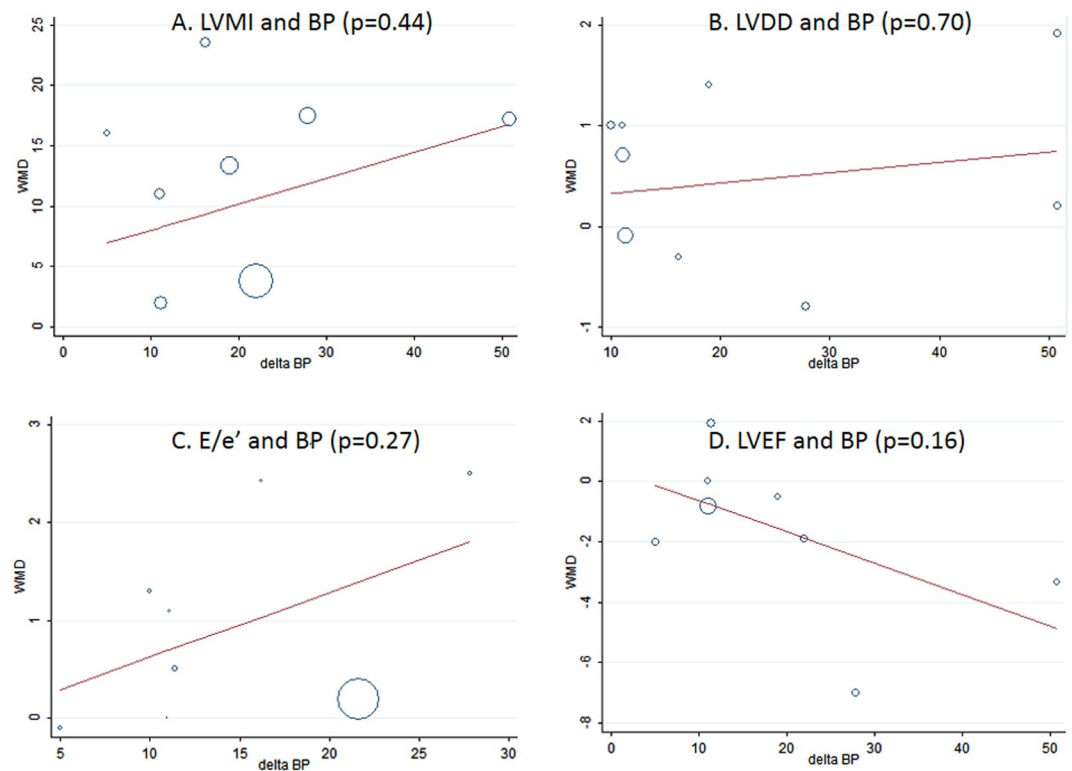 A. LVMI and BP (p=0.44)
25
20
15
10
5
0
WMD
0 10 20 30 40 50
delta BP
B. LVDD and BP (p=0.70)
2
1
0
-1
WMD
10 20 30 40 50
delta BP
C. E/e’ and BP (p=0.27)
3
2
1
0
WMD
5 10 15 20 25 30
delta BP
D. LVEF and BP (p=0.16)
2
0
-2
-4
-6
-8
WMD
0 10 20 30 40 50
delta BP